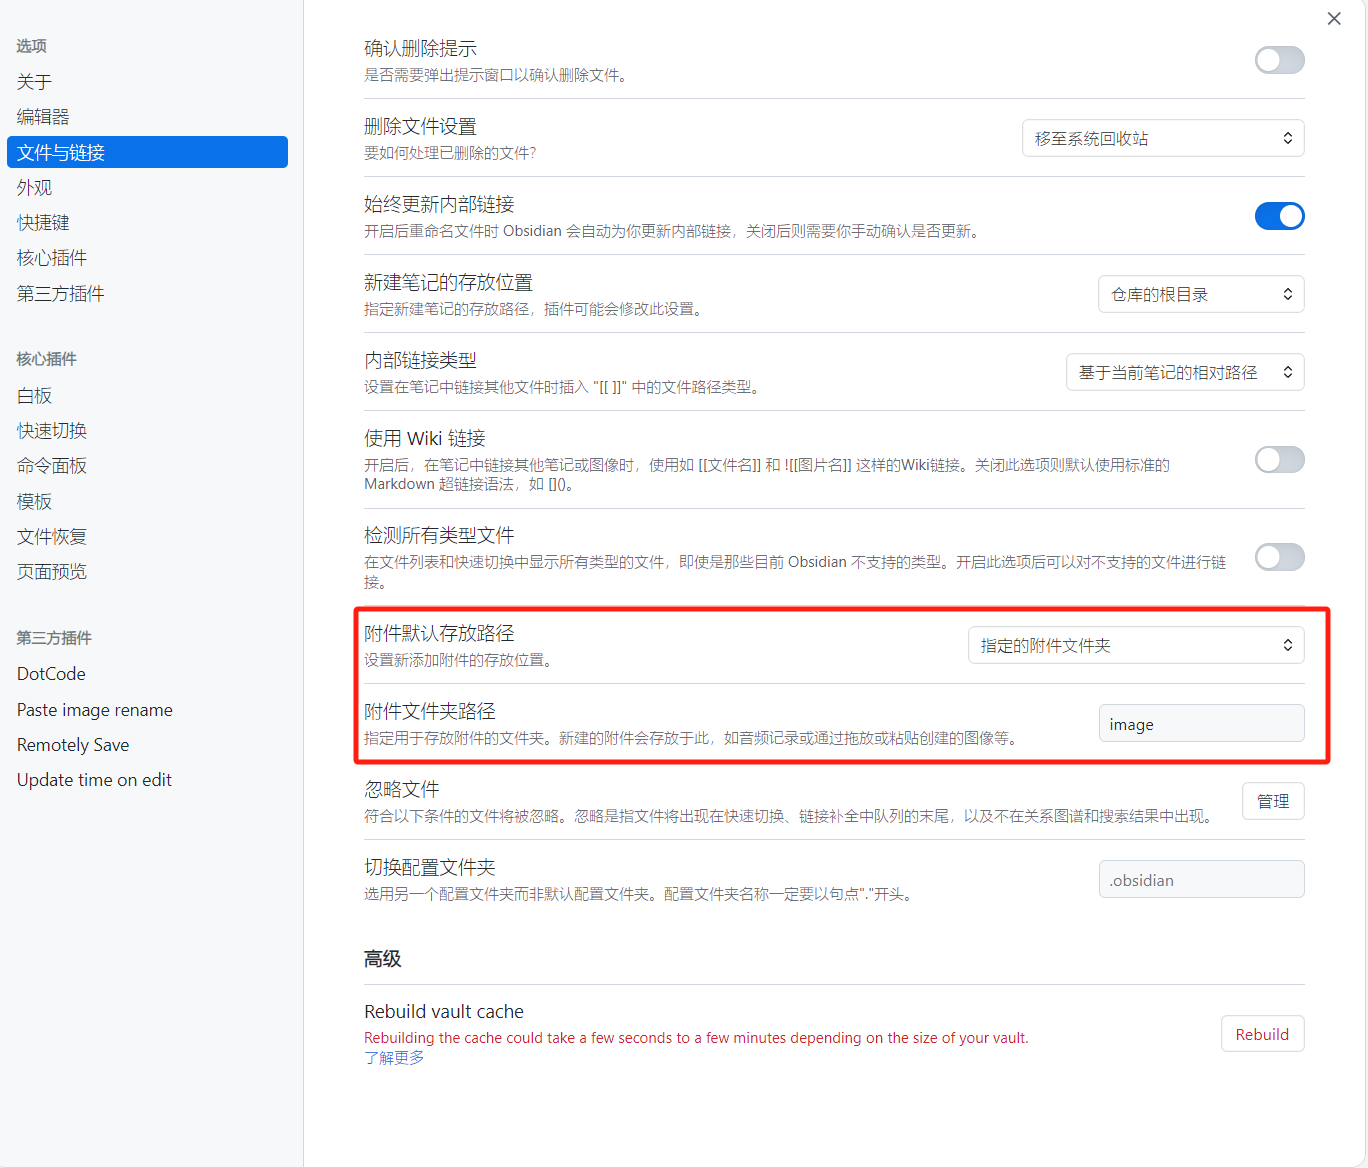 选项
关于
编辑器
文件与链接
外观
快捷键
核心插件
第三方插件
核心插件
白板
快速切换
命令面板
模板
文件恢复
页面预览
第三方插件
DotCode
Paste image rename
Remotely Save
Update time on edit
确认删除提示
是否需要弹出提示窗口以确认删除文件。
删除文件设置
要如何处理已删除的文件?
移至系统回收站
始终更新内部链接
开启后重命名文件时 Obsidian 会自动为你更新内部链接，关闭后则需要你手动确认是否更新。
新建笔记的存放位置
指定新建笔记的存放路径，插件可能会修改此设置。
仓库的根目录
内部链接类型
设置在笔记中链接其他文件时插入 "[[ ]]" 中的文件路径类型。
基于当前笔记的相对路径
使用 Wiki 链接
开启后，在笔记中链接其他笔记或图像时，使用如 [[文件名]] 和 ![[图片名]] 这样的Wiki链接。关闭此选项则默认使用标准的
Markdown 超链接语法，如 []()。
检测所有类型文件
在文件列表和快速切换中显示所有类型的文件，即使是那些目前 Obsidian 不支持的类型。开启此选项后可以对不支持的文件进行链
接。
附件默认存放路径
设置新添加附件的存放位置。
指定的附件文件夹
附件文件夹路径
指定用于存放附件的文件夹。新建的附件会存放于此，如音频记录或通过拖放或粘贴创建的图像等。
image
忽略文件
符合以下条件的文件将被忽略。忽略是指文件将出现在快速切换、链接补全中队列的末尾，以及不在关系图谱和搜索结果中出现。
管理
切换配置文件夹
选用另一个配置文件夹而非默认配置文件夹。配置文件夹名称一定要以句点"."开头。
.obsidian
高级
Rebuild vault cache
Rebuilding the cache could take a few seconds to a few minutes depending on the size of your vault.
了解更多
Rebuild